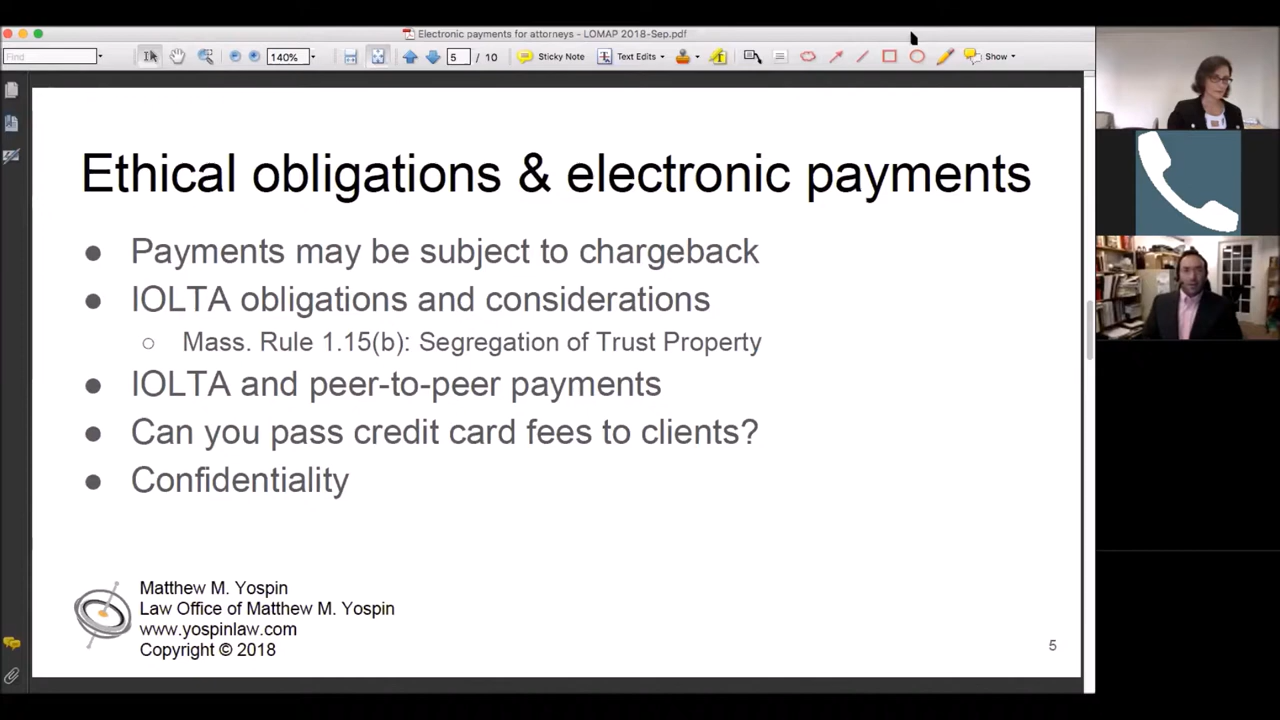 Electronic payments for attorneys - LOMAP 2018-Sep.pdf
Find
140%
5 / 10
Sticky Note
Text Edits
Show
Ethical obligations & electronic payments
● Payments may be subject to chargeback
● IOLTA obligations and considerations
○ Mass. Rule 1.15(b): Segregation of Trust Property
● IOLTA and peer-to-peer payments
● Can you pass credit card fees to clients?
● Confidentiality
Matthew M. Yospin
Law Office of Matthew M. Yospin
www.yospinlaw.com
Copyright © 2018
5